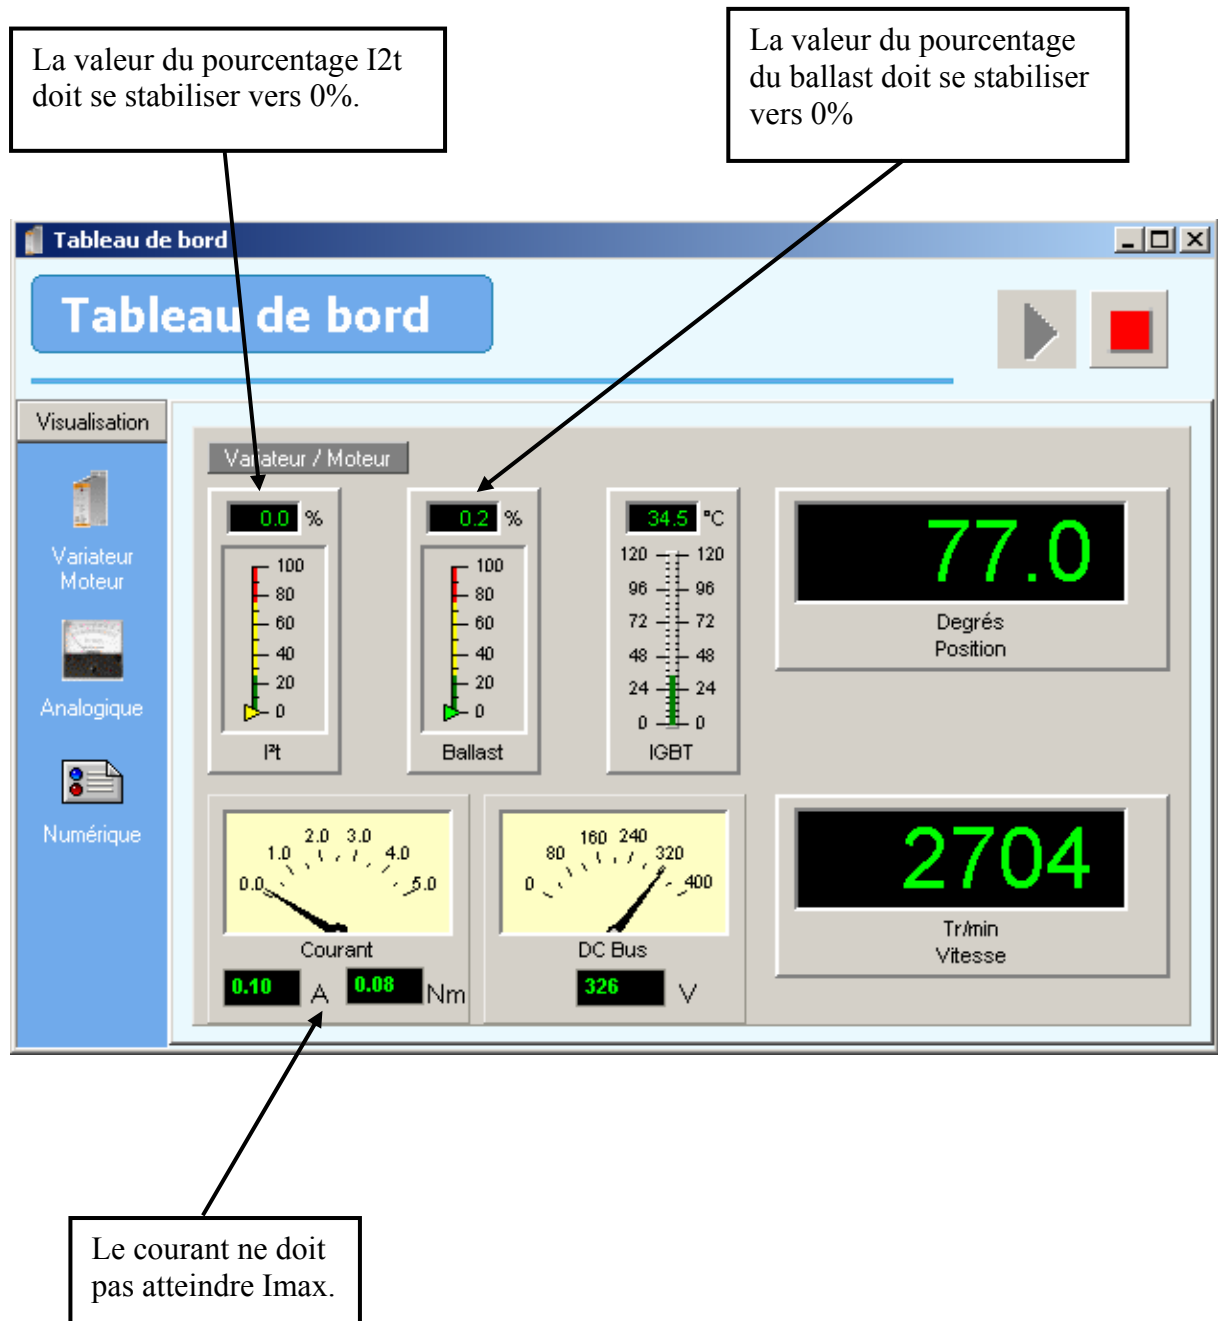 La valeur du pourcentage I2t
doit se stabiliser vers 0%.
La valeur du pourcentage
du ballast doit se stabiliser
vers 0%
Tableau de bord
Tableau de bord
Visualisation
Variateur
Moteur
Analogique
Numérique
Variateur / Moteur
0.0 %
100
80
60
40
20
0
I²t
0.2 %
100
80
60
40
20
0
Ballast
34.5 °C
120 120
96 96
72 72
48 48
24 24
0 0
IGBT
77.0
Degrés
Position
0.0 1.0 2.0 3.0 4.0 5.0
Courant
0.10 A 0.08 Nm
0 80 160 240 320 400
DC Bus
326 V
2704
Tr/min
Vitesse
Le courant ne doit
pas atteindre Imax.